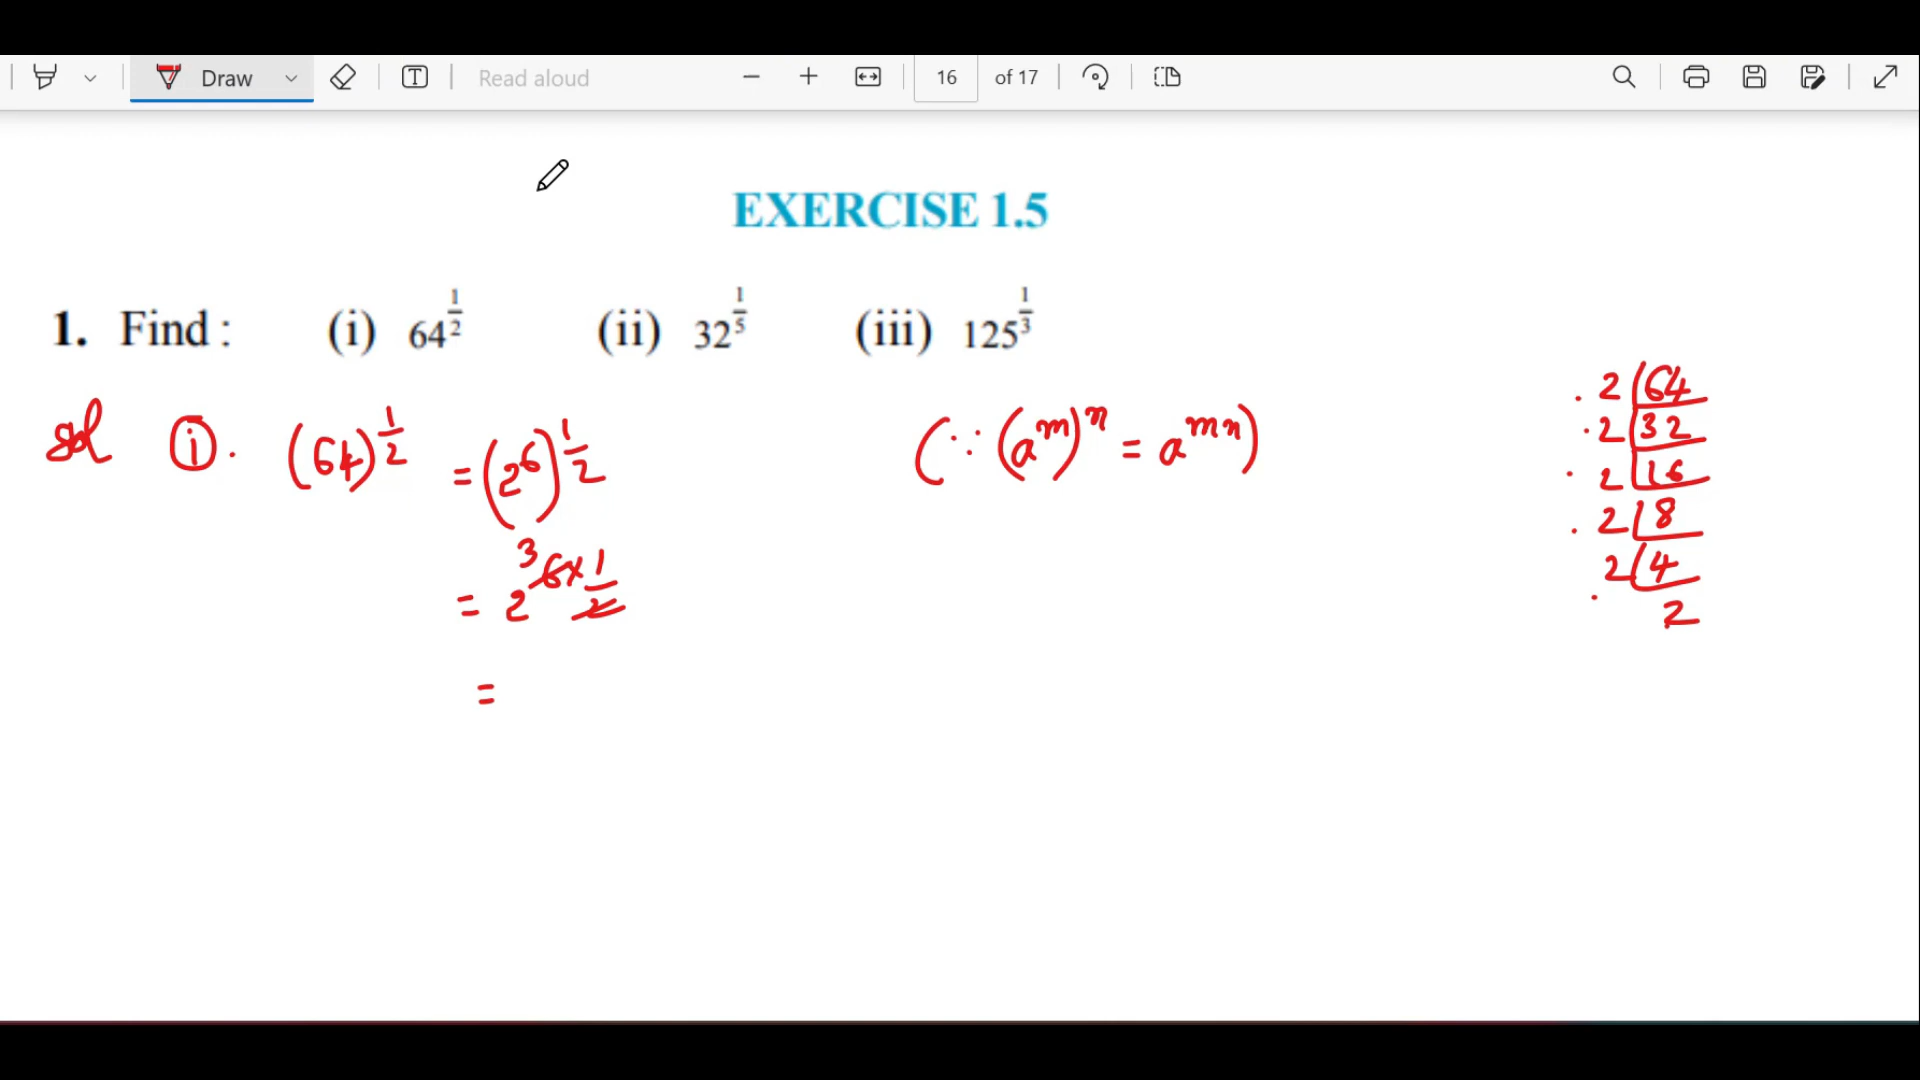 Draw Read aloud 16 of 17
EXERCISE 1.5
1. Find : (i) 64^(1/2) (ii) 32^(1/5) (iii) 125^(1/3)
sol (i). (64)^(1/2) = (2^6)^(1/2) (∵ (a^m)^n = a^(mn))
= 2^(6×1/2) 3
=
2 | 64
2 | 32
2 | 16
2 | 8
2 | 4
2